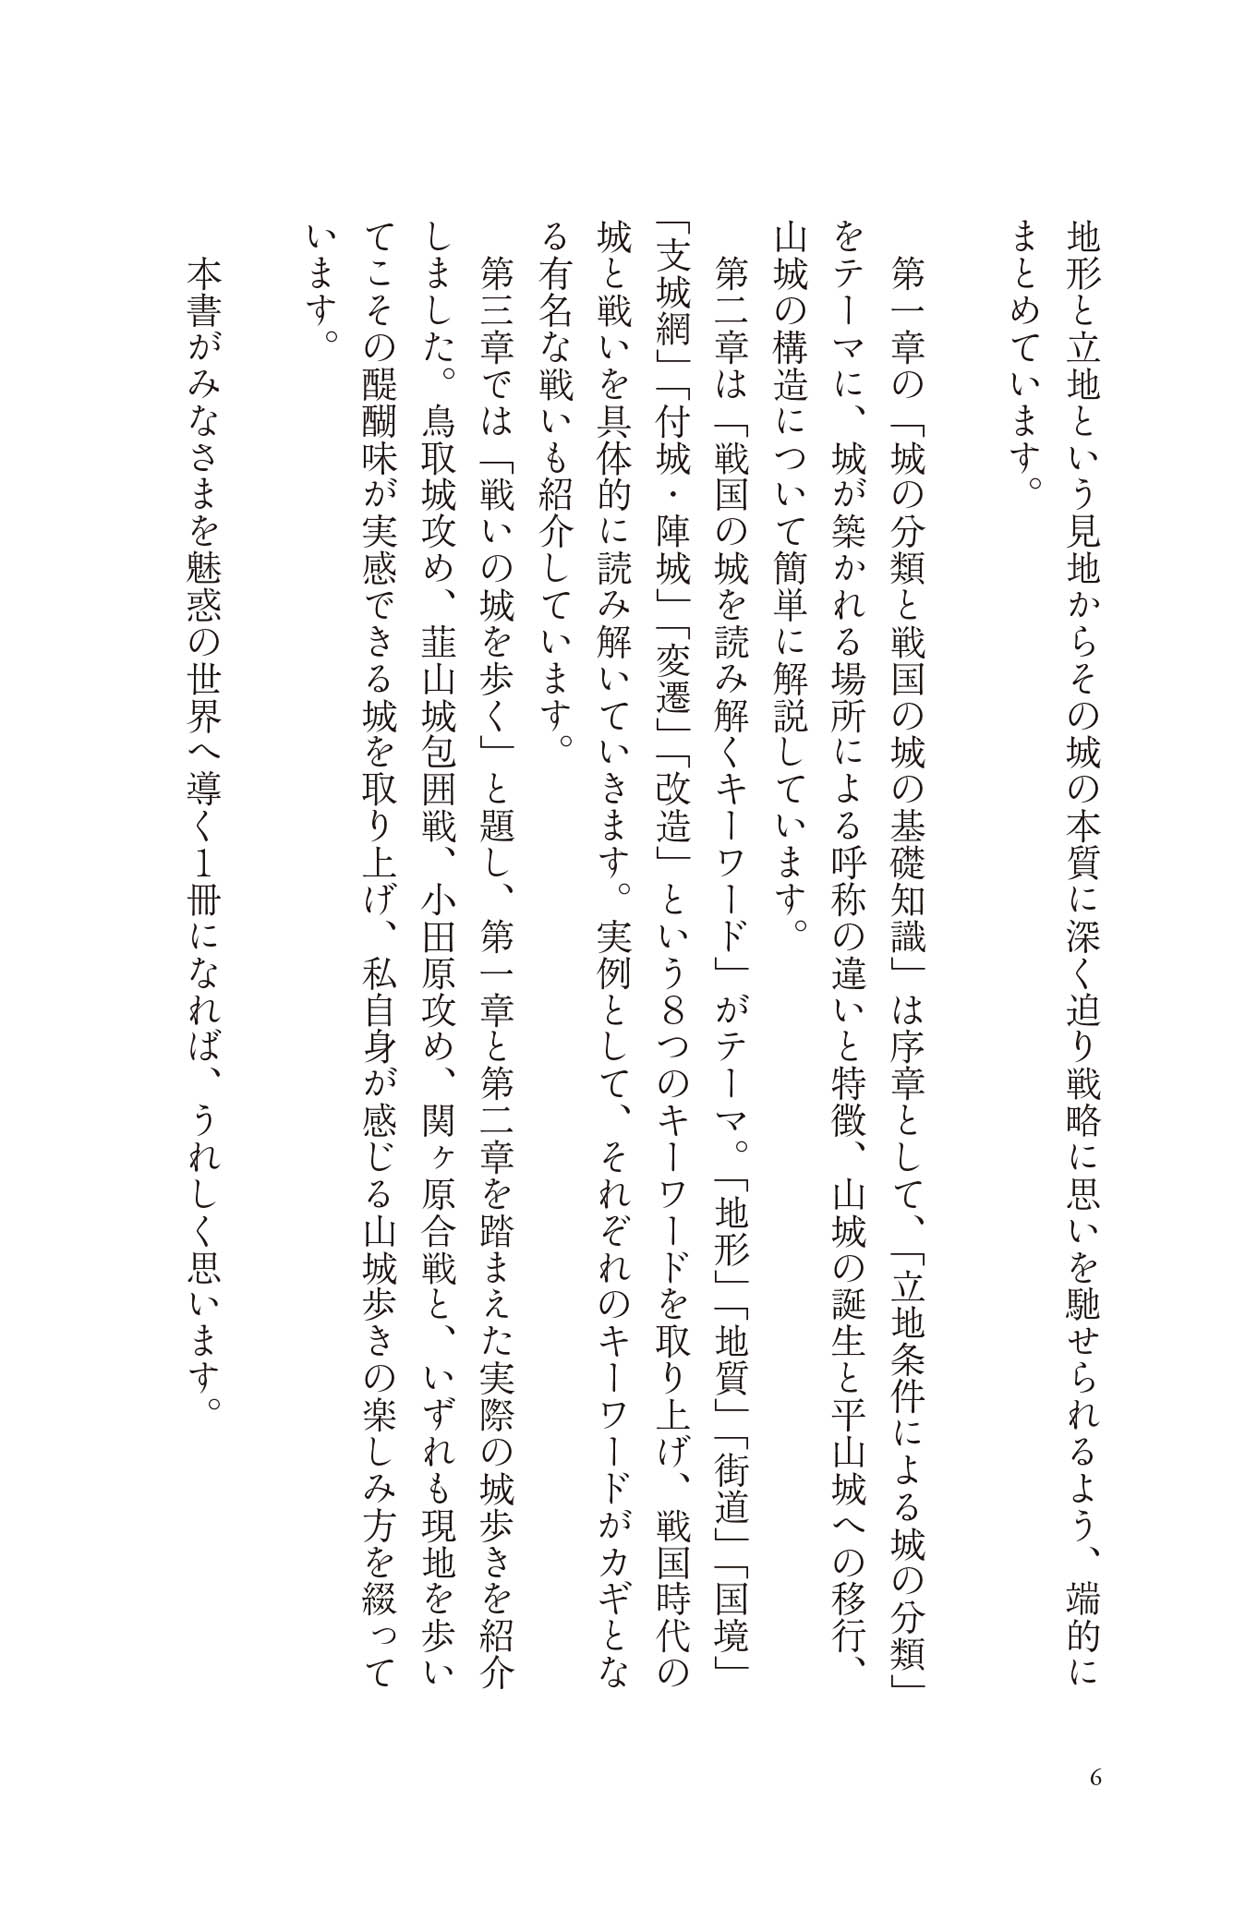 地形と立地という見地からその城の本質に深く迫り戦略に思いを馳せられるよう、端的に
まとめています。
第一章の「城の分類と戦国の城の基礎知識」は序章として、「立地条件による城の分類」
をテーマに、城が築かれる場所による呼称の違いと特徴、山城の誕生と平山城への移行、
山城の構造について簡単に解説しています。
第二章は「戦国の城を読み解くキーワード」がテーマ。「地形」「地質」「街道」「国境」
「支城網」「付城・陣城」「変遷」「改造」という８つのキーワードを取り上げ、戦国時代の
城と戦いを具体的に読み解いていきます。実例として、それぞれのキーワードがカギとな
る有名な戦いも紹介しています。
第三章では「戦いの城を歩く」と題し、第一章と第二章を踏まえた実際の城歩きを紹介
しました。鳥取城攻め、韮山城包囲戦、小田原攻め、関ヶ原合戦と、いずれも現地を歩い
てこその醍醐味が実感できる城を取り上げ、私自身が感じる山城歩きの楽しみ方を綴って
います。
本書がみなさまを魅惑の世界へ導く１冊になれば、うれしく思います。
6